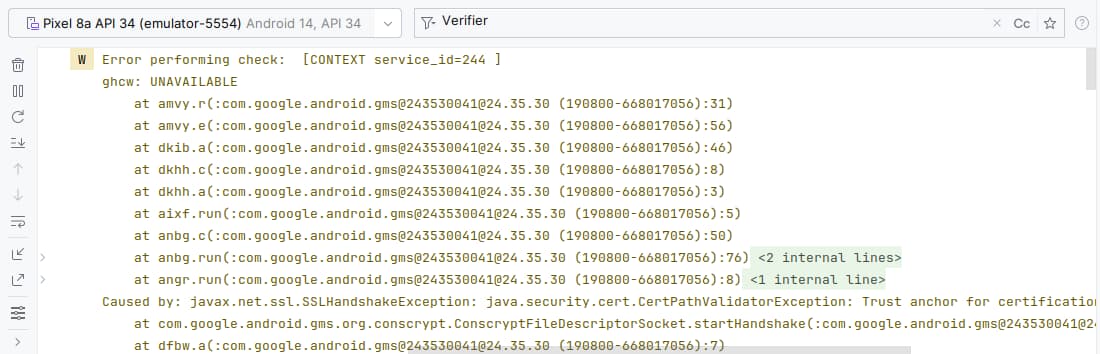 Pixel 8a API 34 (emulator-5554) Android 14, API 34
Verifier
Cc
W Error performing check:  [CONTEXT service_id=244 ]
ghcw: UNAVAILABLE
at amvy.r(:com.google.android.gms@243530041@24.35.30 (190800-668017056):31)
at amvy.e(:com.google.android.gms@243530041@24.35.30 (190800-668017056):56)
at dkib.a(:com.google.android.gms@243530041@24.35.30 (190800-668017056):46)
at dkhh.c(:com.google.android.gms@243530041@24.35.30 (190800-668017056):8)
at dkhh.a(:com.google.android.gms@243530041@24.35.30 (190800-668017056):3)
at aixf.run(:com.google.android.gms@243530041@24.35.30 (190800-668017056):5)
at anbg.c(:com.google.android.gms@243530041@24.35.30 (190800-668017056):50)
at anbg.run(:com.google.android.gms@243530041@24.35.30 (190800-668017056):76) <2 internal lines>
at angr.run(:com.google.android.gms@243530041@24.35.30 (190800-668017056):8) <1 internal line>
Caused by: javax.net.ssl.SSLHandshakeException: java.security.cert.CertPathValidatorException: Trust anchor for certification
at com.google.android.gms.org.conscrypt.ConscryptFileDescriptorSocket.startHandshake(:com.google.android.gms@243530041@24
at dfbw.a(:com.google.android.gms@243530041@24.35.30 (190800-668017056):7)